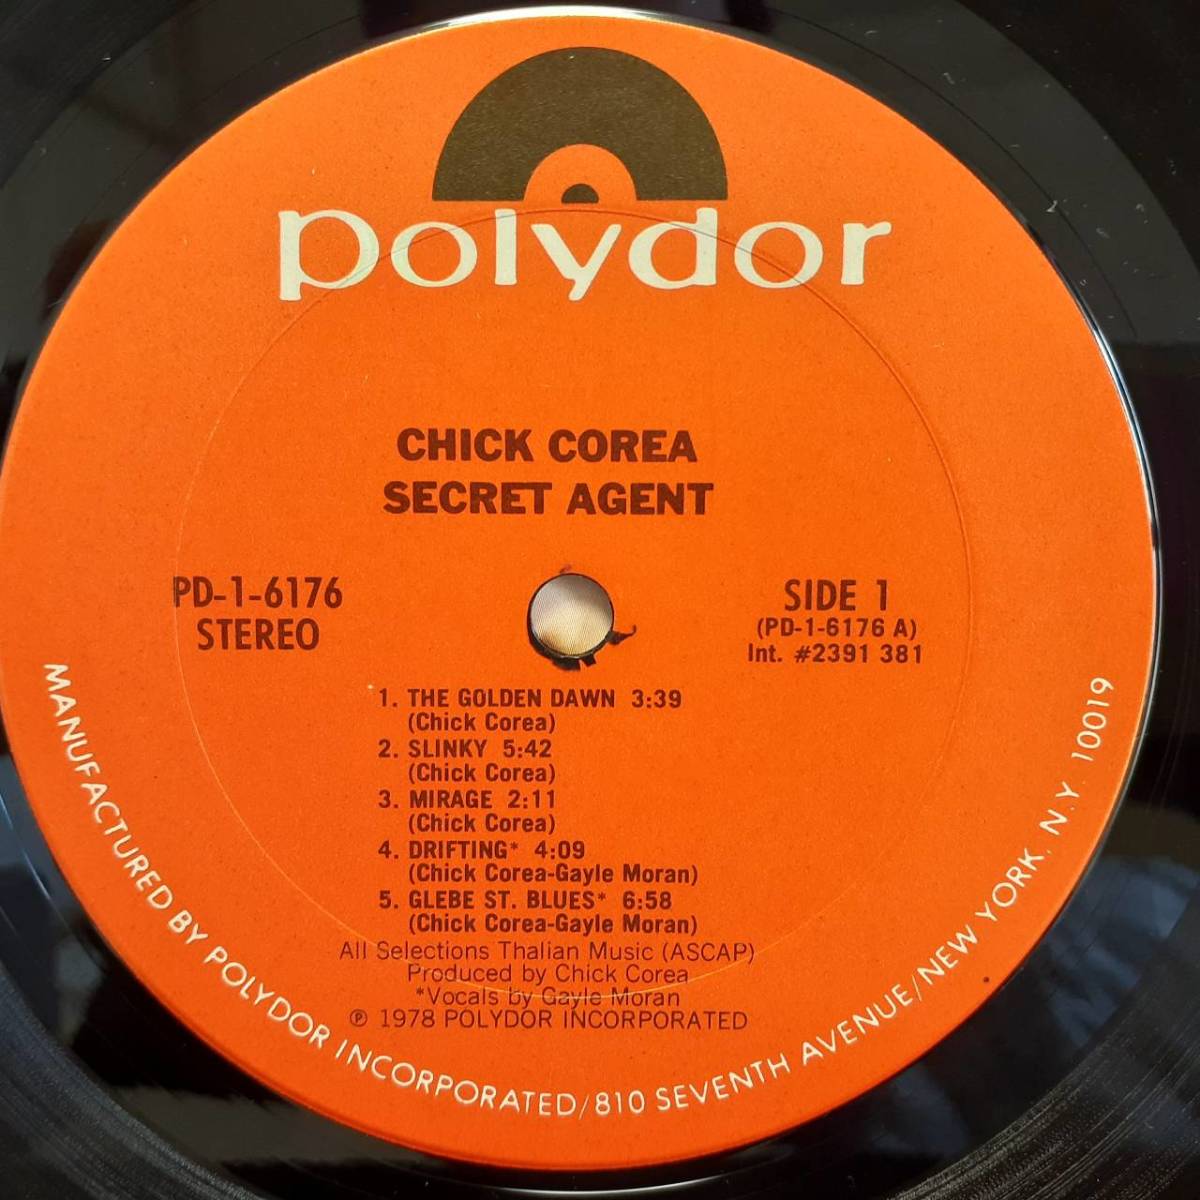 polydor
CHICK COREA
SECRET AGENT
PD-1-6176
STEREO
SIDE 1
(PD-1-6176 A)
Int. #2391 381
1. THE GOLDEN DAWN 3:39
(Chick Corea)
2. SLINKY 5:42
(Chick Corea)
3. MIRAGE 2:11
(Chick Corea)
4. DRIFTING* 4:09
(Chick Corea-Gayle Moran)
5. GLEBE ST. BLUES* 6:58
(Chick Corea-Gayle Moran)
All Selections Thalian Music (ASCAP)
Produced by Chick Corea
*Vocals by Gayle Moran
℗ 1978 POLYDOR INCORPORATED
MANUFACTURED BY POLYDOR INCORPORATED/810 SEVENTH AVENUE/NEW YORK, N.Y. 10019